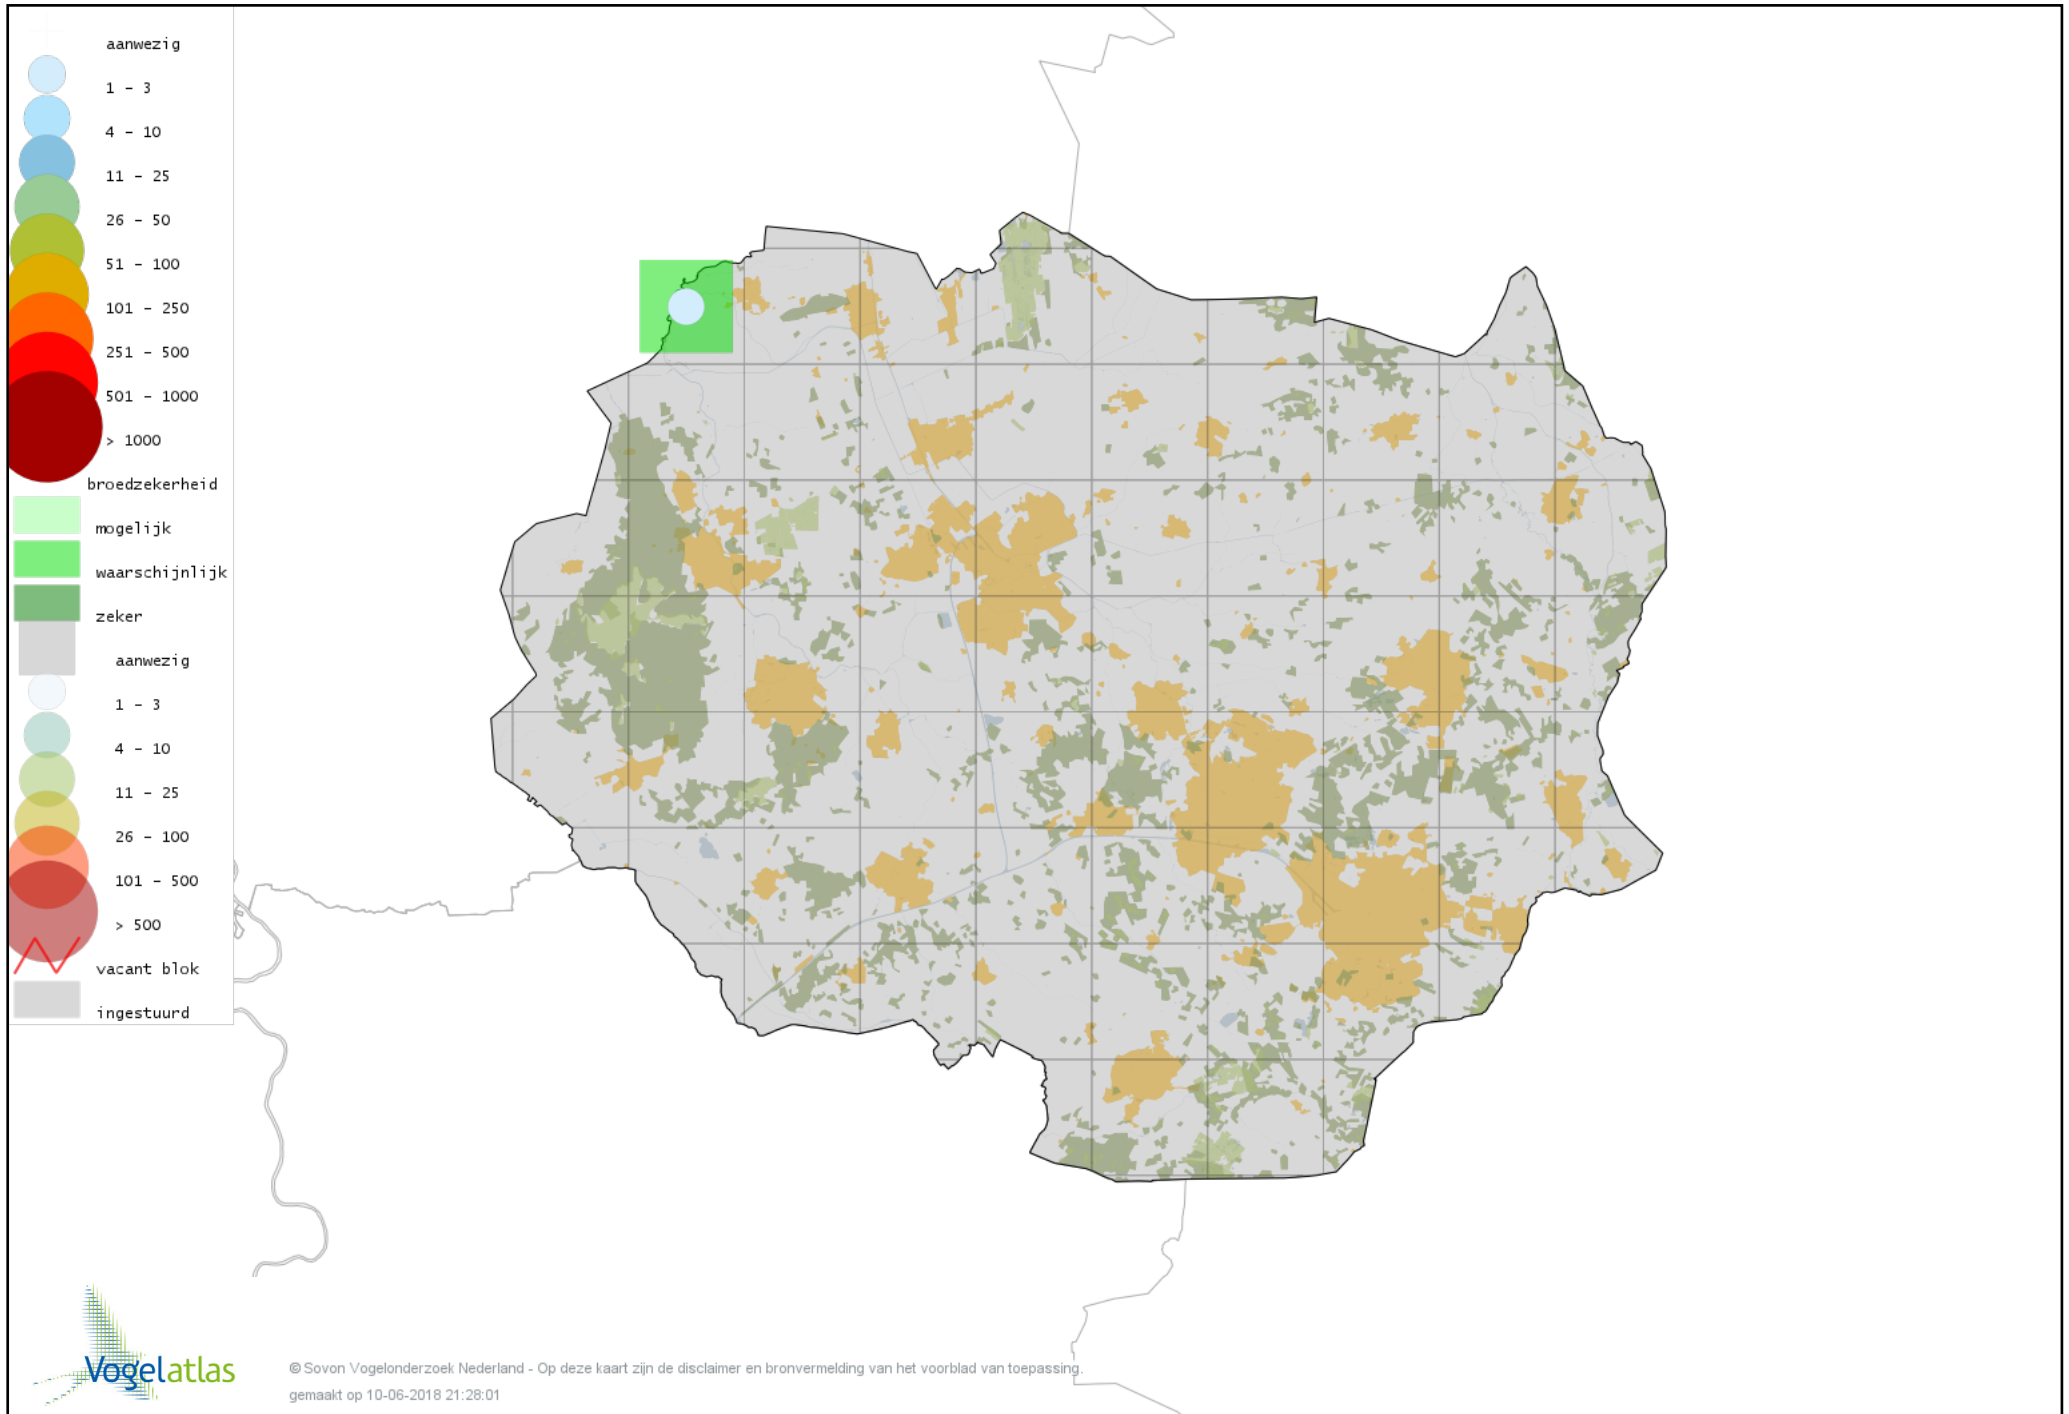 aanwezig
1 - 3
4 - 10
11 - 25
26 - 50
51 - 100
101 - 250
251 - 500
501 - 1000
> 1000
broedzekerheid
mogelijk
waarschijnlijk
zeker
aanwezig
1 - 3
4 - 10
11 - 25
26 - 100
101 - 500
> 500
vacant blok
ingestuurd
Vogelatlas
© Sovon Vogelonderzoek Nederland - Op deze kaart zijn de disclaimer en bronvermelding van het voorblad van toepassing.
gemaakt op 10-06-2018 21:28:01